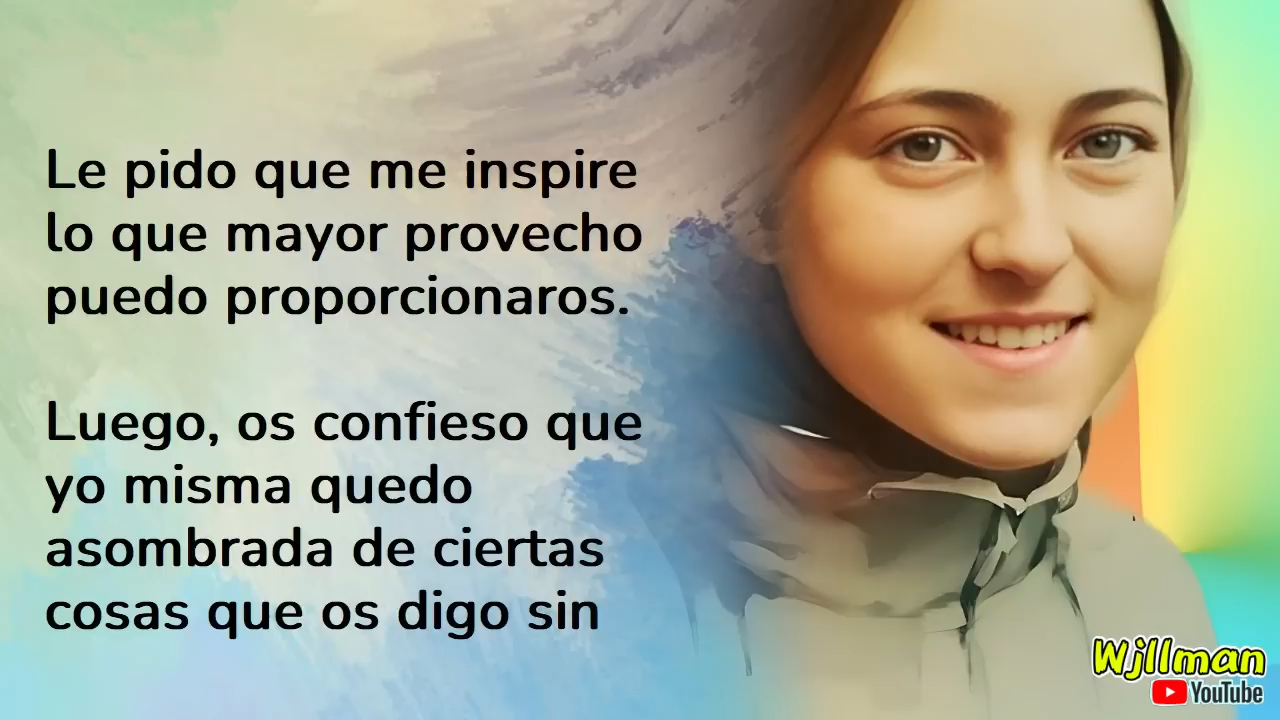 Le pido que me inspire
lo que mayor provecho
puedo proporcionaros.
Luego, os confieso que
yo misma quedo
asombrada de ciertas
cosas que os digo sin
Wjllman
YouTube